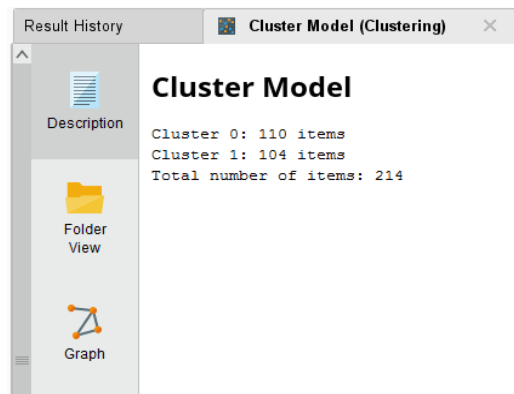 Result History
Cluster Model (Clustering)
Description
Folder
View
Graph
Cluster Model
Cluster 0: 110 items
Cluster 1: 104 items
Total number of items: 214